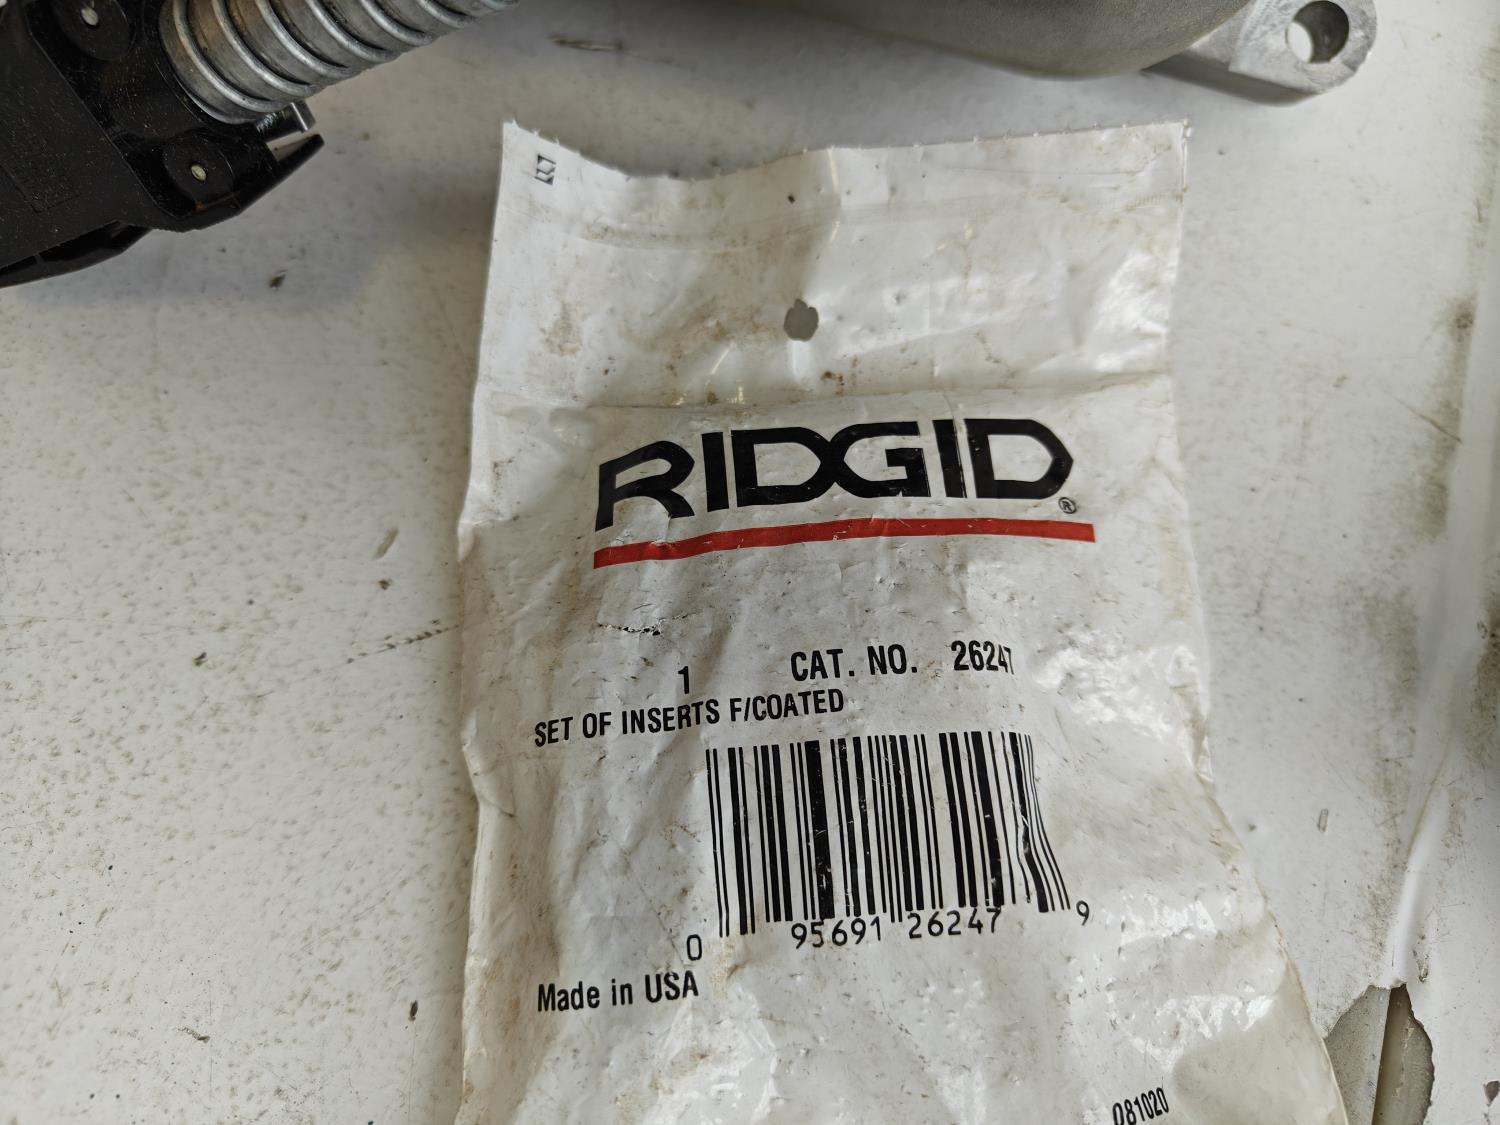 RIDGID®
1 CAT. NO. 26247
SET OF INSERTS F/COATED
0 95691 26247 9
Made in USA
081020